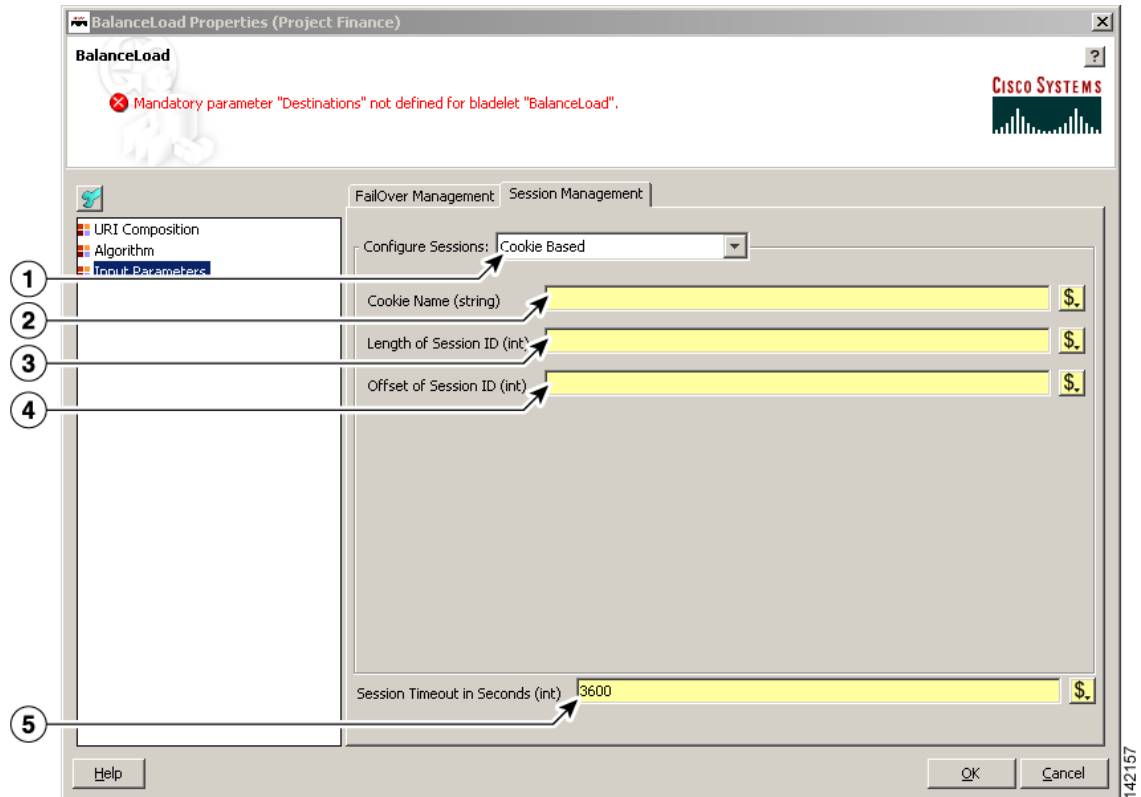 BalanceLoad Properties (Project Finance)
BalanceLoad
?
Mandatory parameter "Destinations" not defined for bladelet "BalanceLoad".
CISCO SYSTEMS
FailOver Management Session Management
URI Composition
Algorithm
Input Parameters
Configure Sessions: Cookie Based
1
Cookie Name (string) $
2
Length of Session ID (int) $
3
Offset of Session ID (int) $
4
Session Timeout in Seconds (int) 3600 $
5
Help OK Cancel
142157